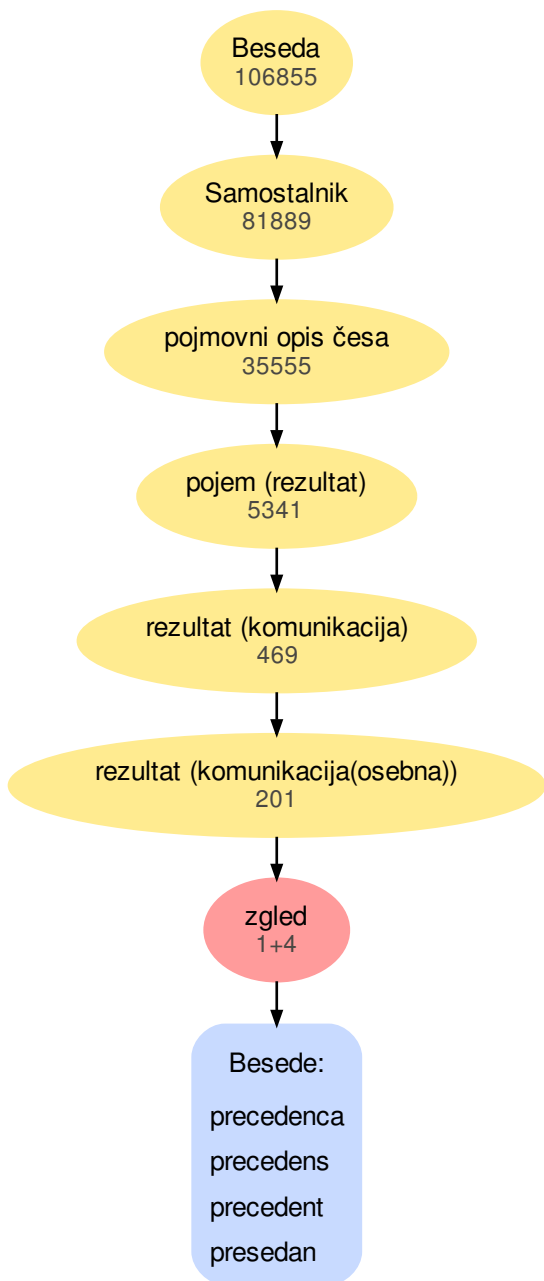 Beseda
106855
Samostalnik
81889
pojmovni opis česa
35555
pojem (rezultat)
5341
rezultat (komunikacija)
469
rezultat (komunikacija(osebna))
201
zgled
1+4
Besede:
precedenca
precedens
precedent
presedan